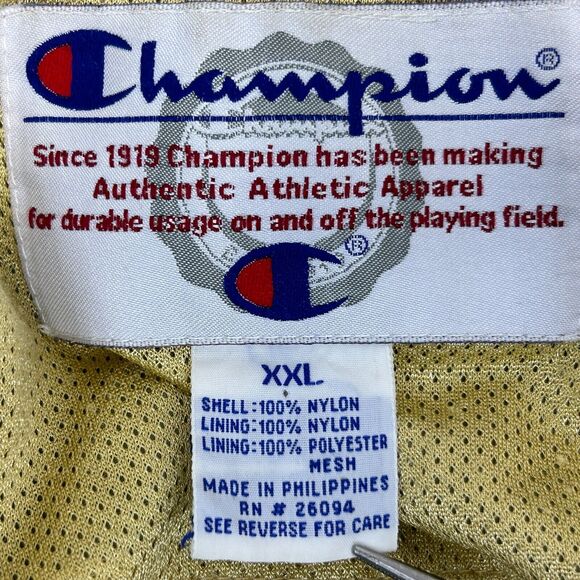 Champion®
Since 1919 Champion has been making
Authentic Athletic Apparel
for durable usage on and off the playing field.
®
XXL
SHELL:100% NYLON
LINING:100% NYLON
LINING:100% POLYESTER
MESH
MADE IN PHILIPPINES
RN # 26094
SEE REVERSE FOR CARE